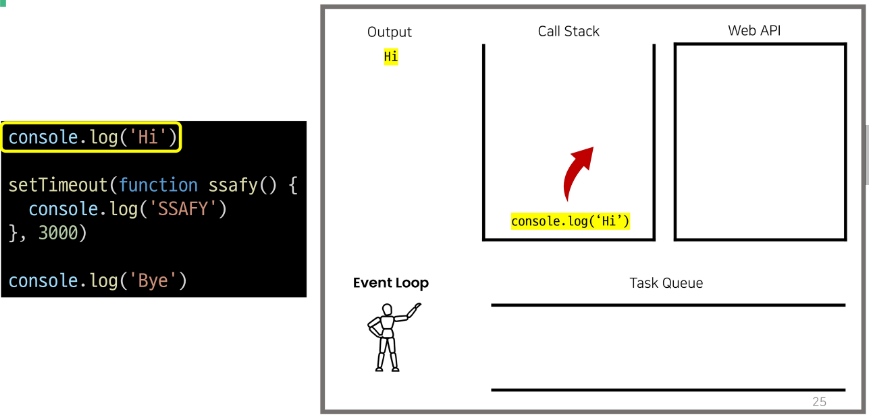 console.log('Hi')
setTimeout(function ssafy() {
  console.log('SSAFY')
}, 3000)
console.log('Bye')
Output
Hi
Call Stack
console.log(‘Hi’)
Web API
Event Loop
Task Queue
25